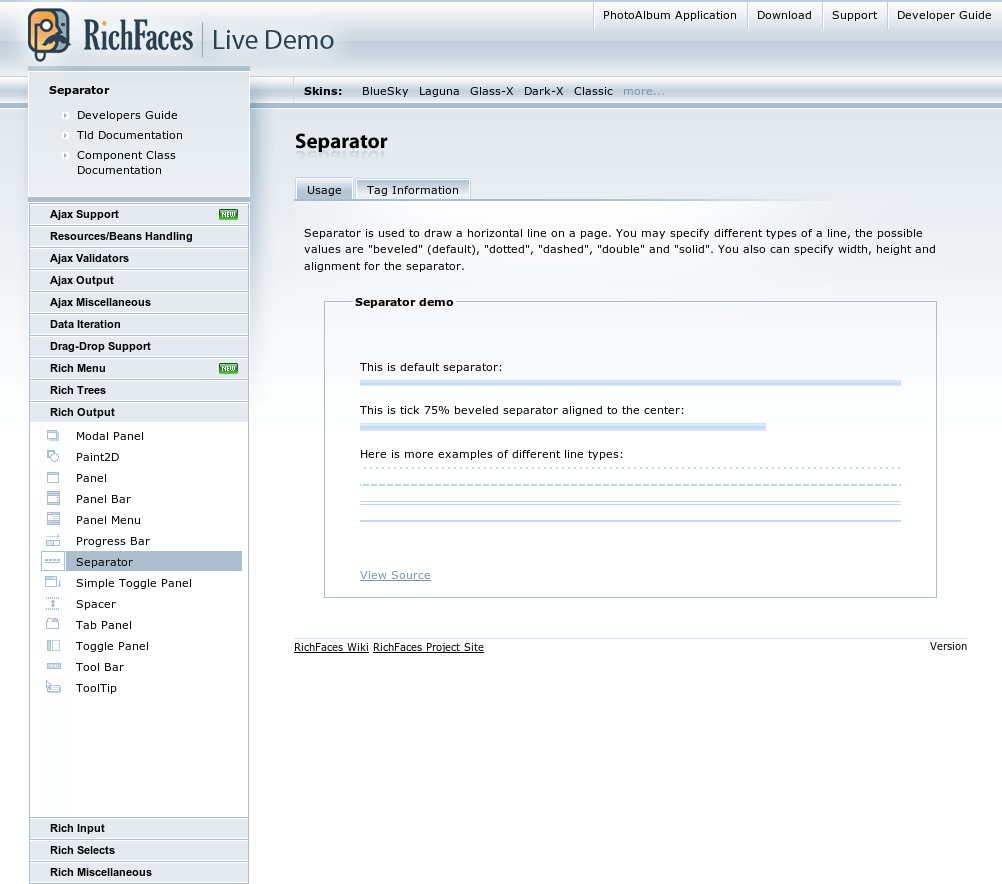 RichFaces Live Demo
PhotoAlbum Application
Download
Support
Developer Guide
Skins: BlueSky Laguna Glass-X Dark-X Classic more...
Separator
Developers Guide
Tld Documentation
Component Class
Documentation
Ajax Support NEW
Resources/Beans Handling
Ajax Validators
Ajax Output
Ajax Miscellaneous
Data Iteration
Drag-Drop Support
Rich Menu NEW
Rich Trees
Rich Output
Modal Panel
Paint2D
Panel
Panel Bar
Panel Menu
Progress Bar
Separator
Simple Toggle Panel
Spacer
Tab Panel
Toggle Panel
Tool Bar
ToolTip
Rich Input
Rich Selects
Rich Miscellaneous
Separator
Usage
Tag Information
Separator is used to draw a horizontal line on a page. You may specify different types of a line, the possible
values are "beveled" (default), "dotted", "dashed", "double" and "solid". You also can specify width, height and
alignment for the separator.
Separator demo
This is default separator:
This is tick 75% beveled separator aligned to the center:
Here is more examples of different line types:
View Source
RichFaces Wiki RichFaces Project Site
Version